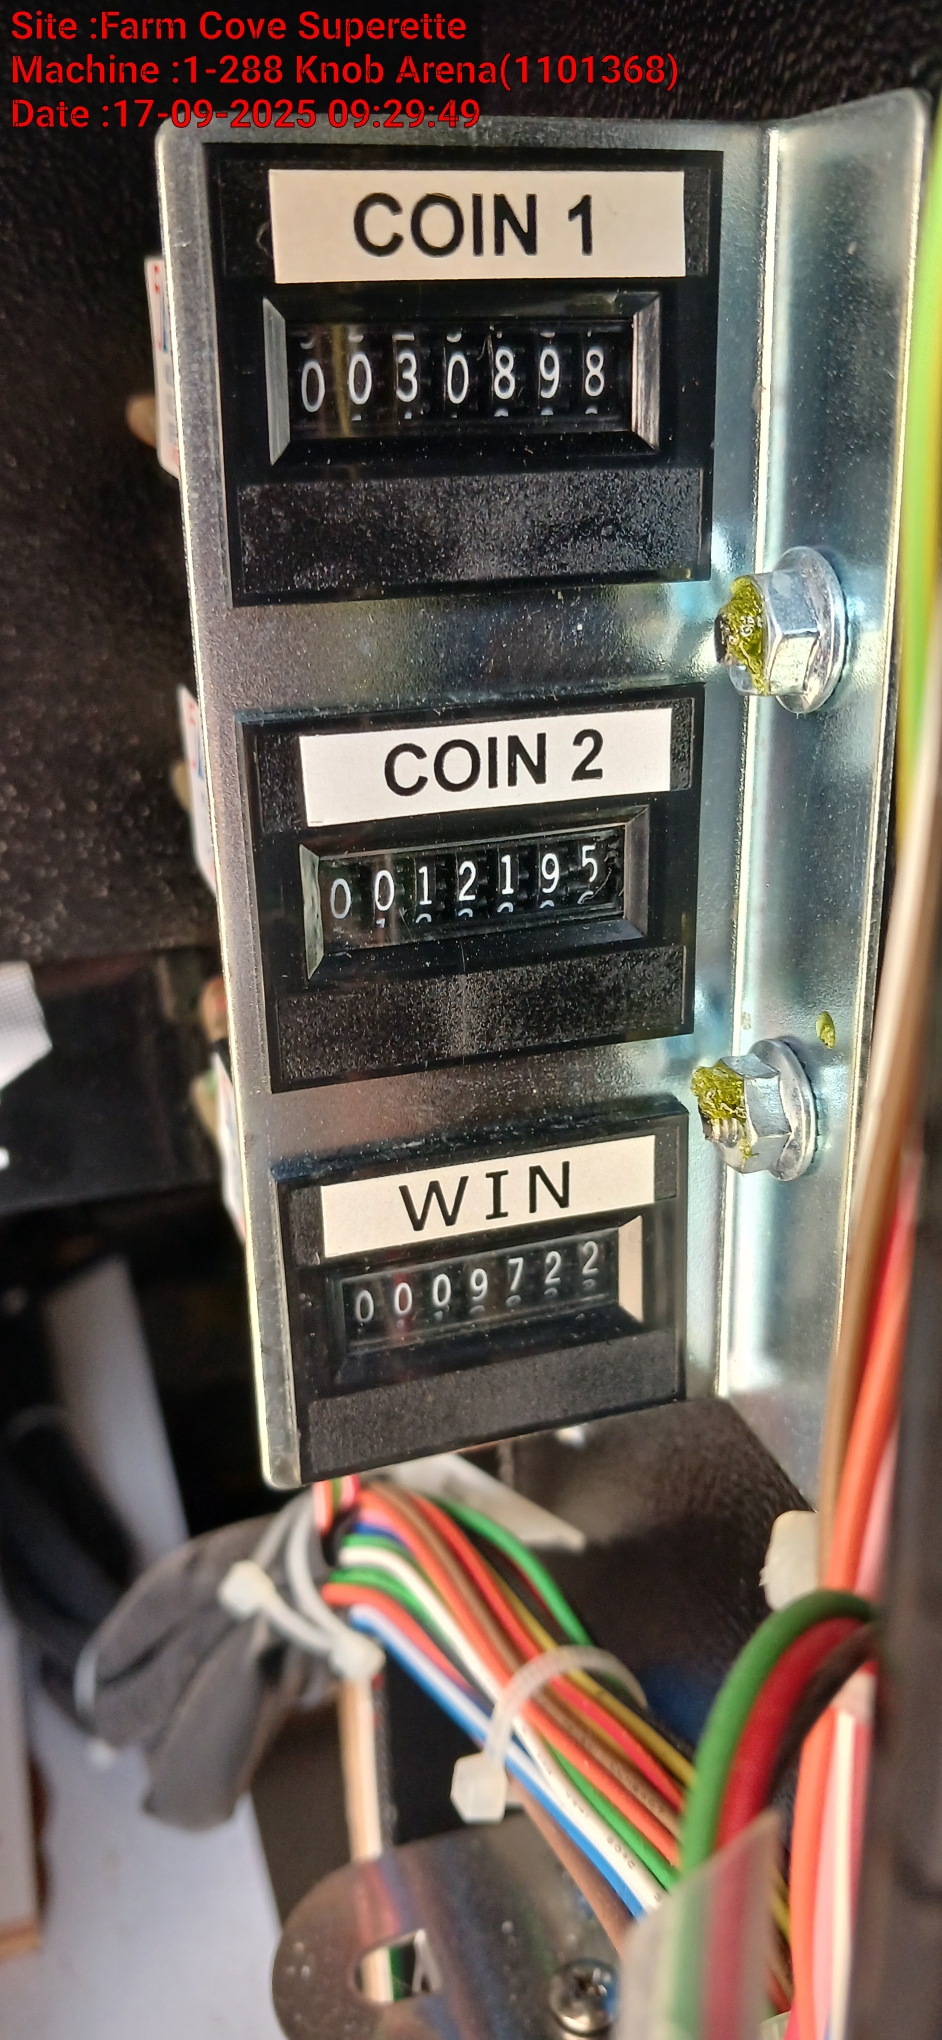 Site :Farm Cove Superette
Machine :1-288 Knob Arena(1101368)
Date :17-09-2025 09:29:49
COIN 1
0030898
COIN 2
0012195
WIN
0009722